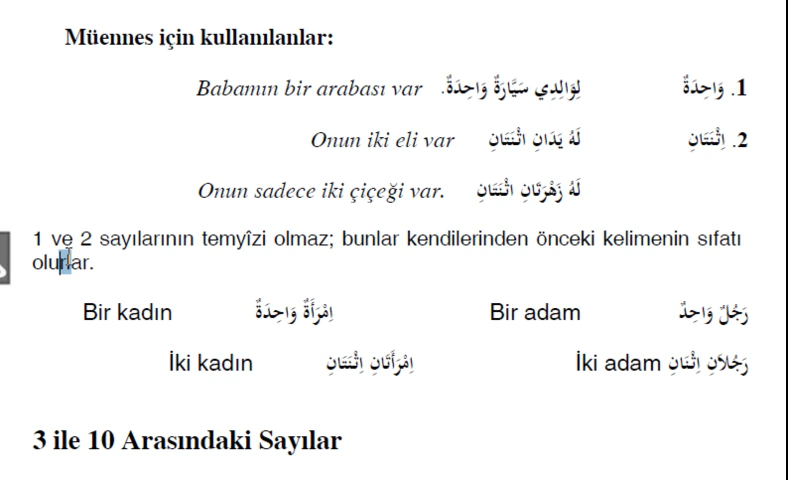 Müennes için kullanılanlar:
1. وَاحِدَةٌ لِوَالِدِي سَيَّارَةٌ وَاحِدَةٌ. Babamın bir arabası var
2. اِثْنَتَانِ لَهُ يَدَانِ اثْنَتَانِ Onun iki eli var
لَهُ زَهْرَتَانِ اثْنَتَانِ Onun sadece iki çiçeği var.
1 ve 2 sayılarının temyîzi olmaz; bunlar kendilerinden önceki kelimenin sıfatı
olurlar.
رَجُلٌ وَاحِدٌ Bir adam اِمْرَأَةٌ وَاحِدَةٌ Bir kadın
رَجُلاَنِ اِثْنَانِ İki adam اِمْرَأَتَانِ اِثْنَتَانِ İki kadın
3 ile 10 Arasındaki Sayılar